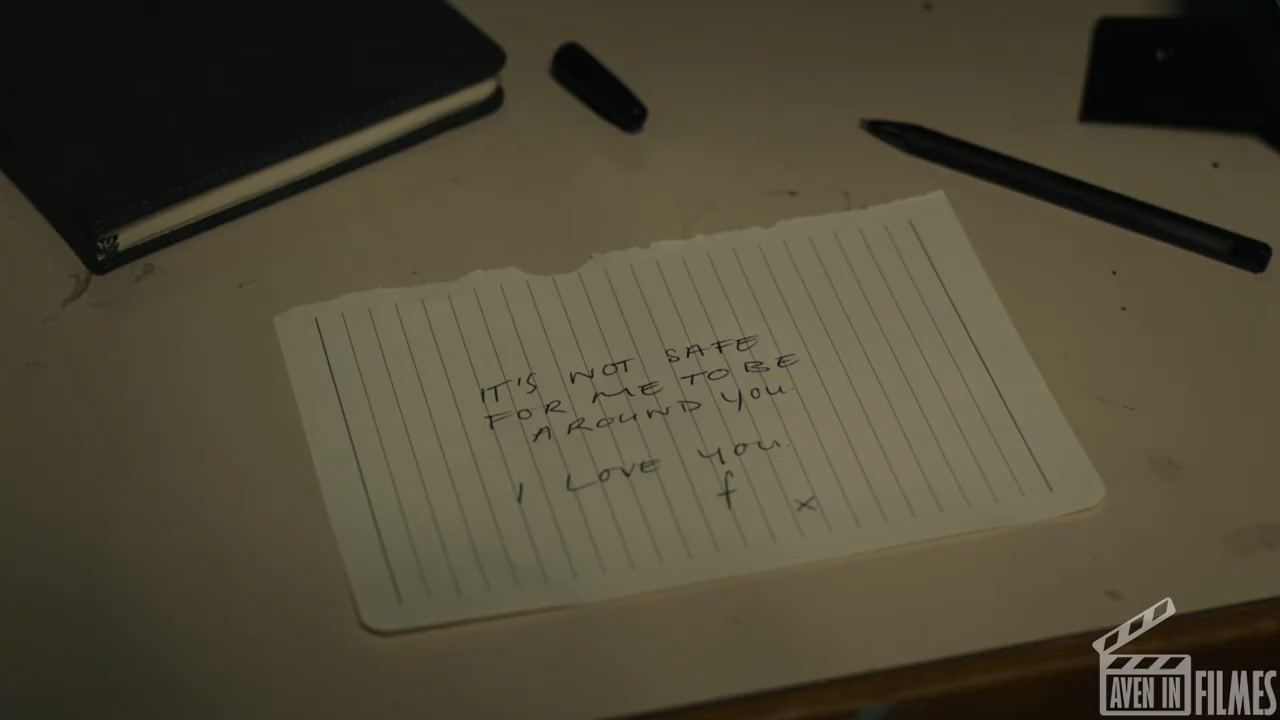 IT'S NOT SAFE
FOR ME TO BE
AROUND YOU.
I LOVE YOU.
f x
AVEN IN FILMES